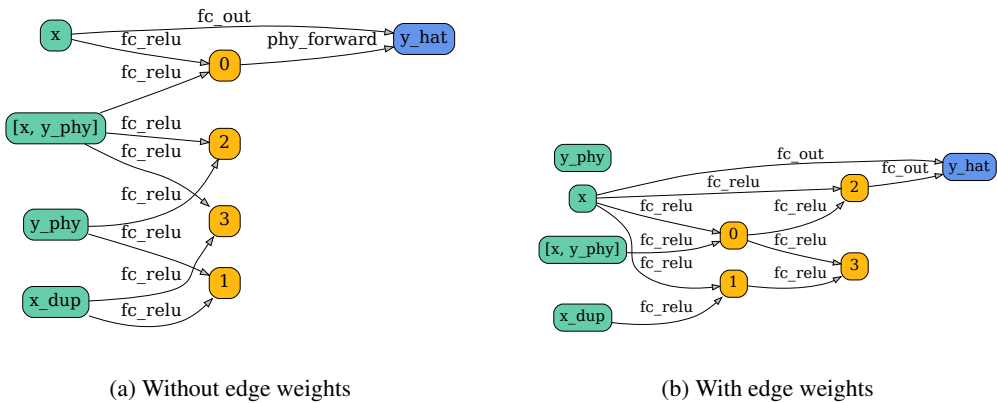 x
fc_out
fc_relu
0
phy_forward
y_hat
fc_relu
[x, y_phy]
fc_relu
2
fc_relu
fc_relu
y_phy
3
fc_relu
fc_relu
x_dup
1
fc_relu
(a) Without edge weights
y_phy
fc_out
y_hat
x
fc_relu
2
fc_out
fc_relu
fc_relu
0
[x, y_phy]
fc_relu
fc_relu
3
fc_relu
1
fc_relu
x_dup
fc_relu
(b) With edge weights